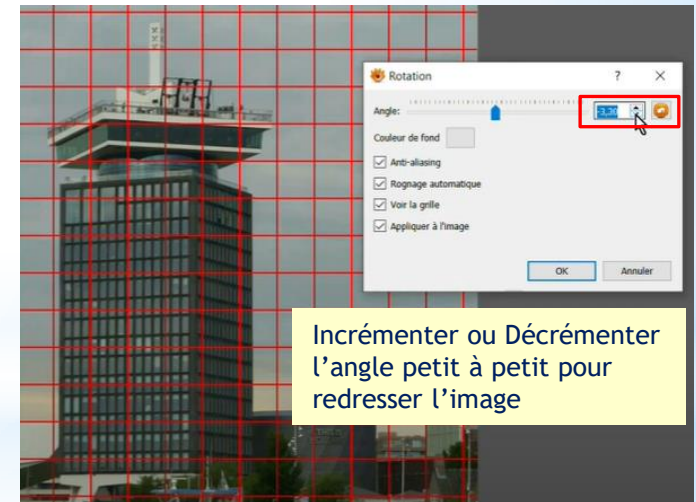 Rotation ? ×
Angle: -3,20
Couleur de fond
Anti-aliasing
Rognage automatique
Voir la grille
Appliquer à l'image
OK Annuler
Incrémenter ou Décrémenter
l'angle petit à petit pour
redresser l'image